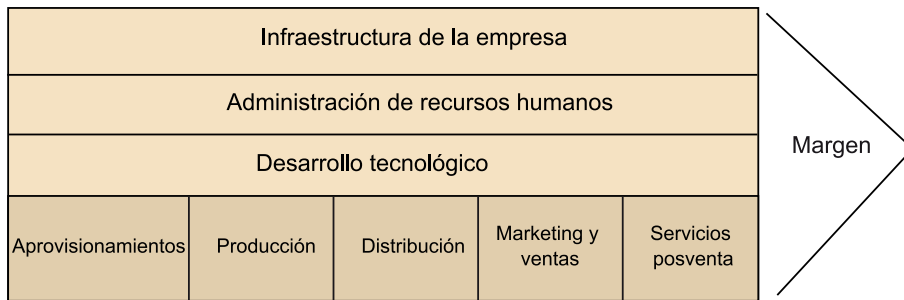 Infraestructura de la empresa
Administración de recursos humanos
Desarrollo tecnológico
Margen
Aprovisionamientos
Producción
Distribución
Marketing y
ventas
Servicios
posventa